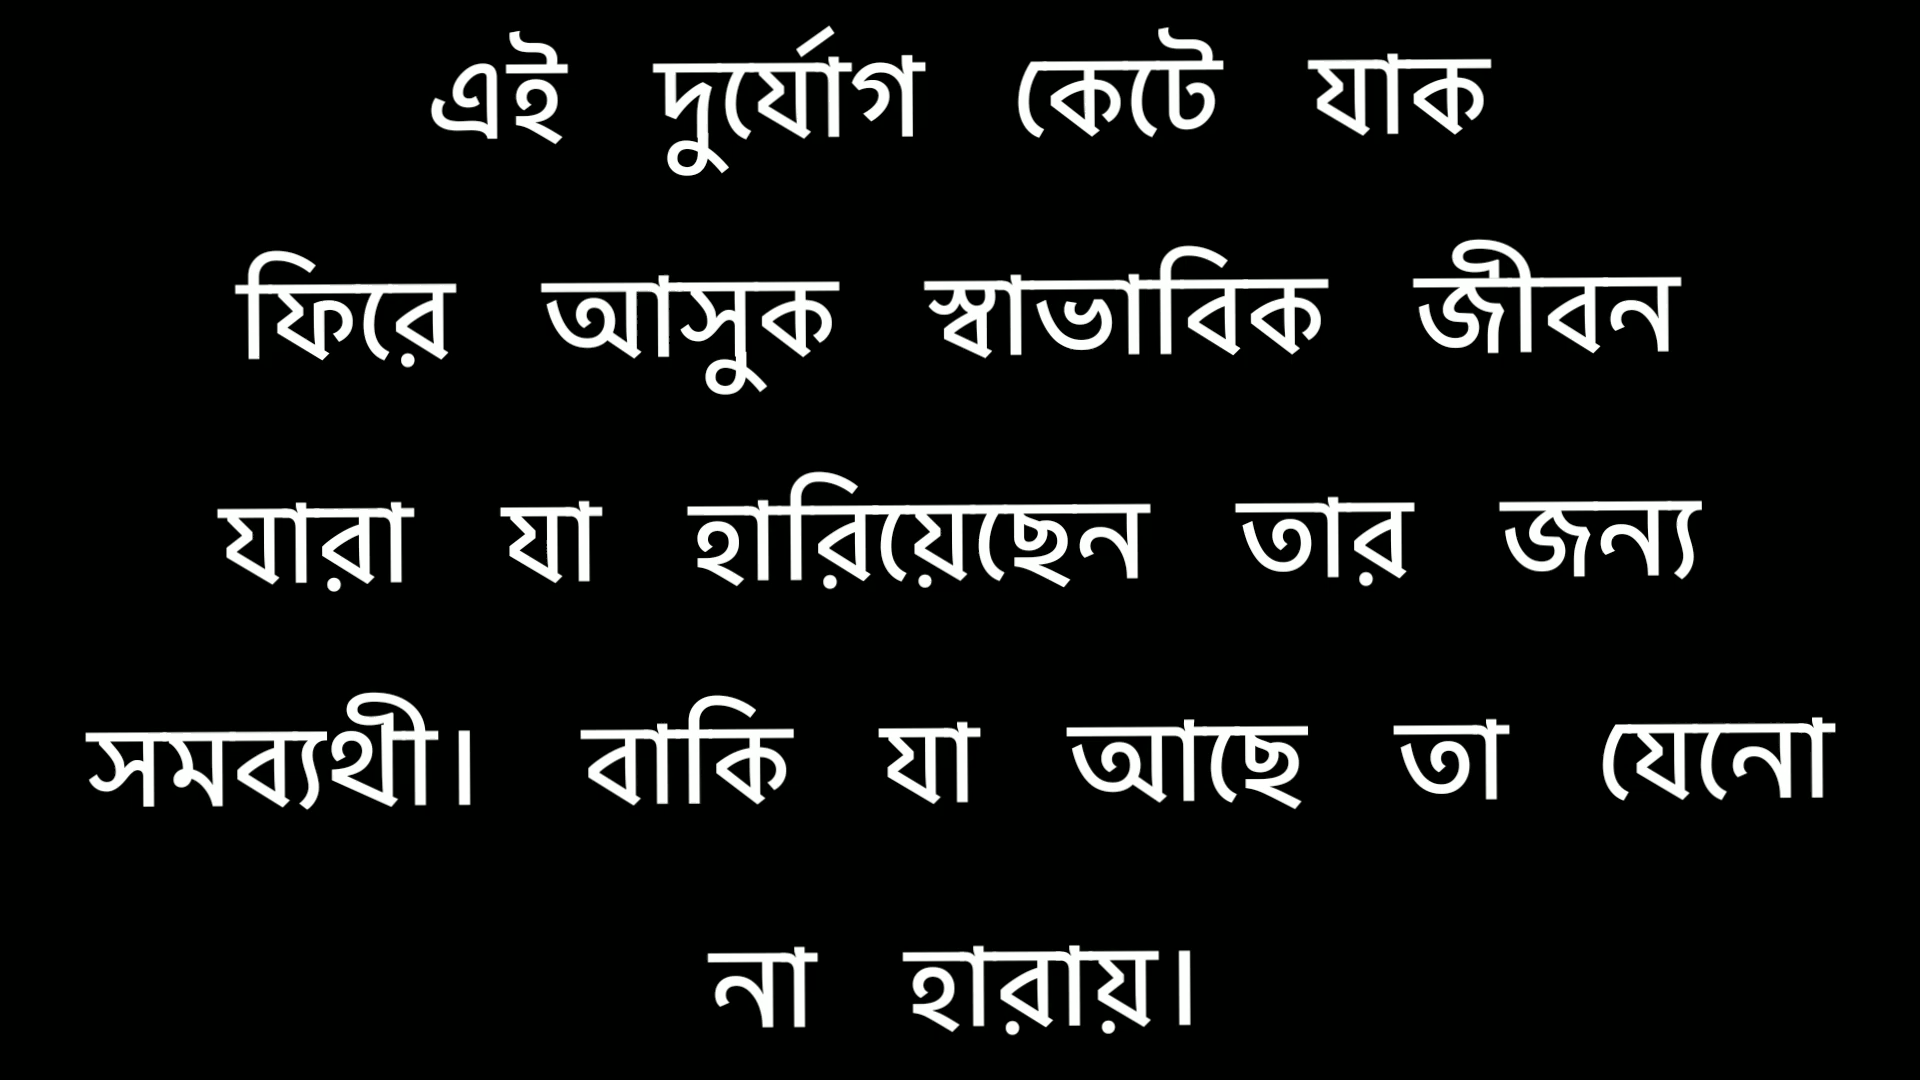 এই দুর্যোগ কেটে যাক
ফিরে আসুক স্বাভাবিক জীবন
যারা যা হারিয়েছেন তার জন্য
সমব্যথী। বাকি যা আছে তা যেনো
না হারায়।